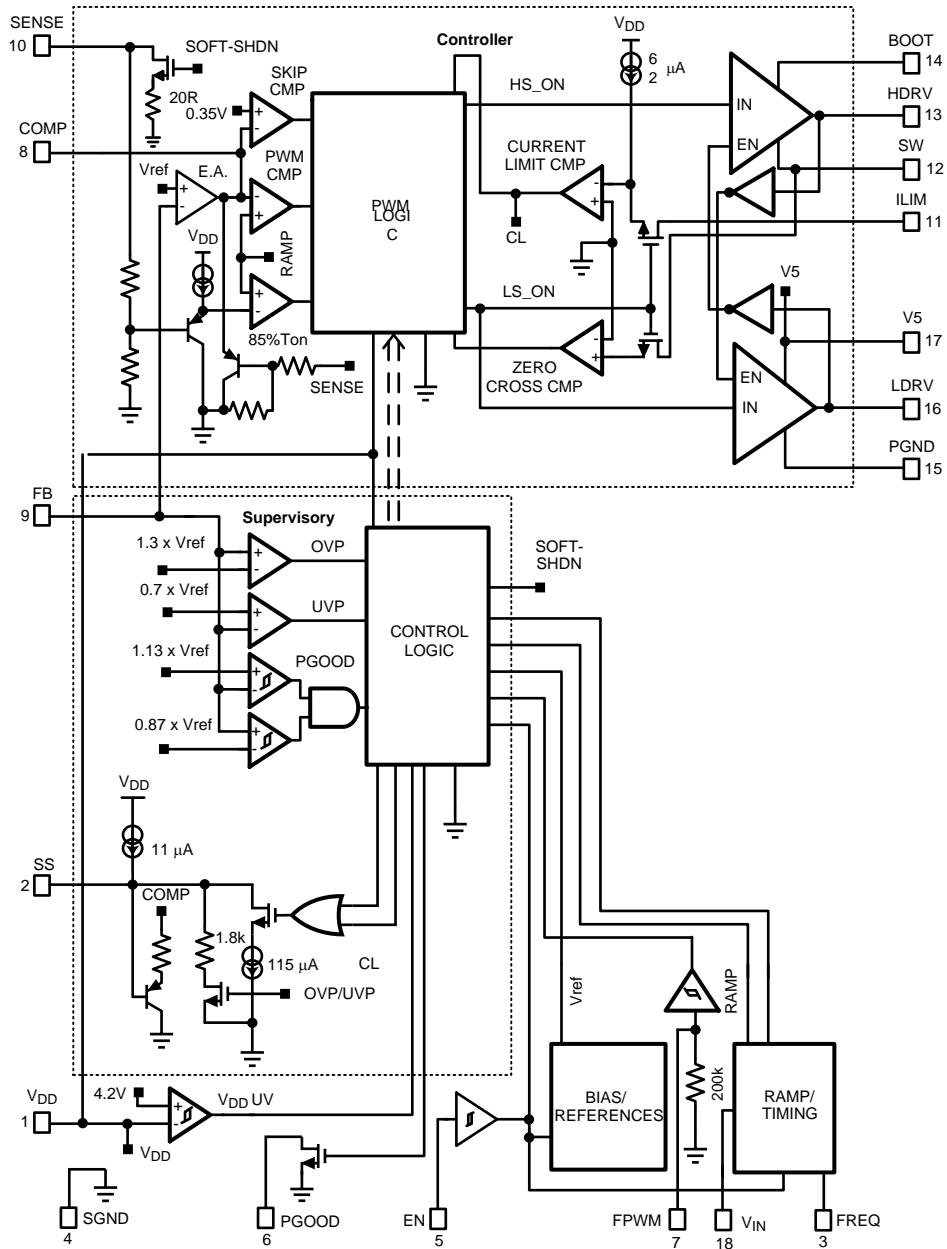 SENSE
10
SOFT-SHDN
20R
SKIP
CMP
0.35V
Controller
VDD
6
2
μA
HS_ON
BOOT
14
HDRV
13
SW
12
ILIM
11
IN
EN
COMP
8
Vref
E.A.
PWM
CMP
PWM
LOGI
C
CURRENT
LIMIT CMP
CL
VDD
RAMP
85%Ton
SENSE
LS_ON
ZERO
CROSS CMP
V5
V5
17
EN
IN
LDRV
16
PGND
15
FB
9
Supervisory
1.3 x Vref
OVP
0.7 x Vref
UVP
1.13 x Vref
PGOOD
0.87 x Vref
CONTROL
LOGIC
SOFT-
SHDN
VDD
11 μA
SS
2
COMP
1.8k
115 μA
CL
OVP/UVP
Vref
RAMP
200k
BIAS/
REFERENCES
RAMP/
TIMING
4.2V
VDD UV
VDD
1
VDD
SGND
4
PGOOD
6
EN
5
FPWM
7
VIN
18
FREQ
3
+
-
+
-
+
-
+
-
-
+
-
+
+
-
+
-
+
-
+
-
+
-